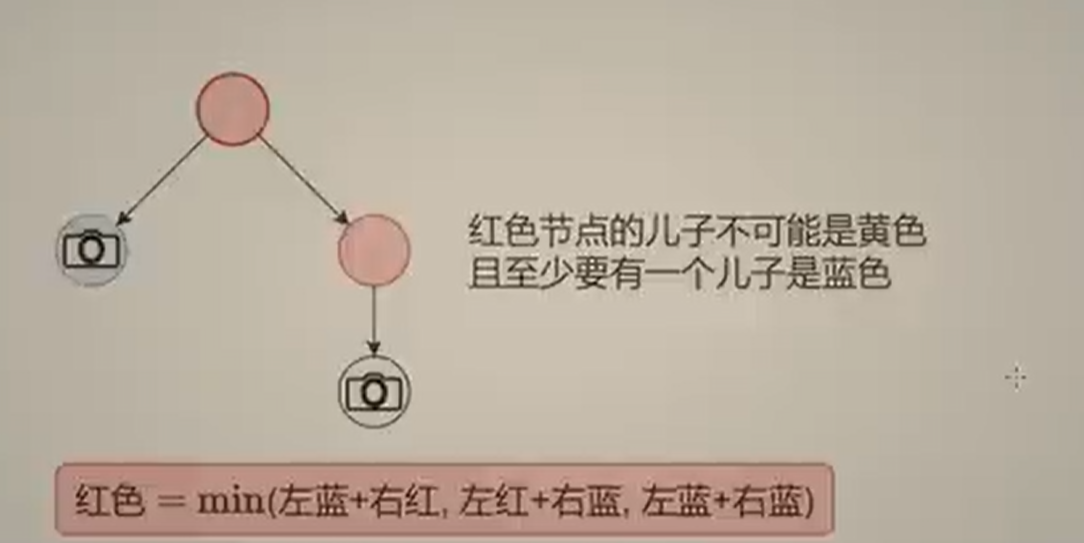 红色节点的儿子不可能是黄色
且至少要有一个儿子是蓝色
红色 = min(左蓝+右红, 左红+右蓝, 左蓝+右蓝)